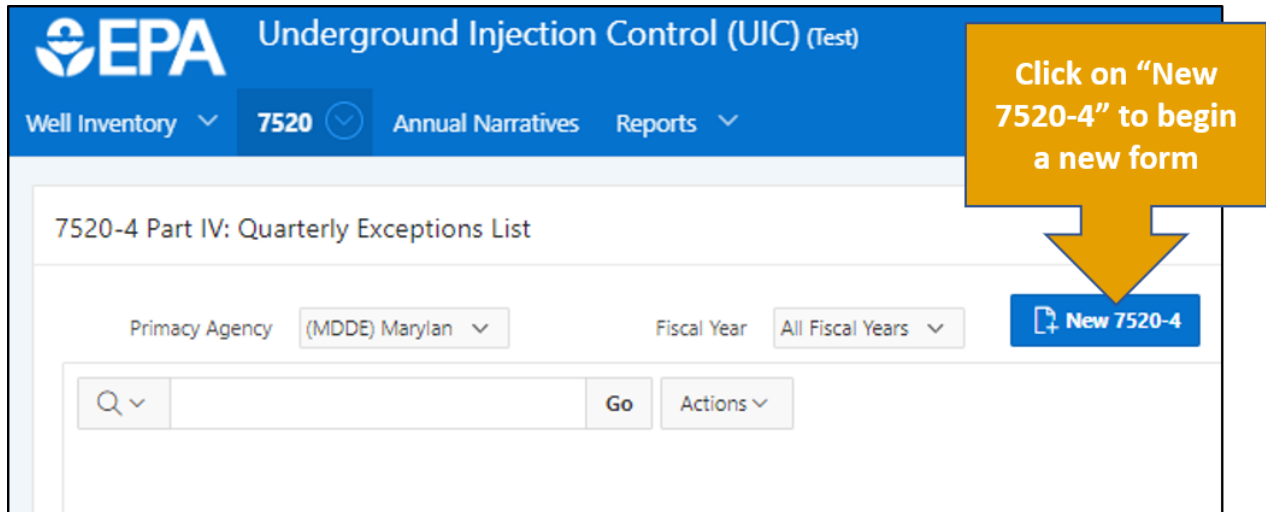 EPA
Underground Injection Control (UIC) (Test)
Well Inventory
7520
Annual Narratives
Reports
Click on “New
7520-4” to begin
a new form
7520-4 Part IV: Quarterly Exceptions List
Primacy Agency
(MDDE) Marylan
Fiscal Year
All Fiscal Years
New 7520-4
Go
Actions